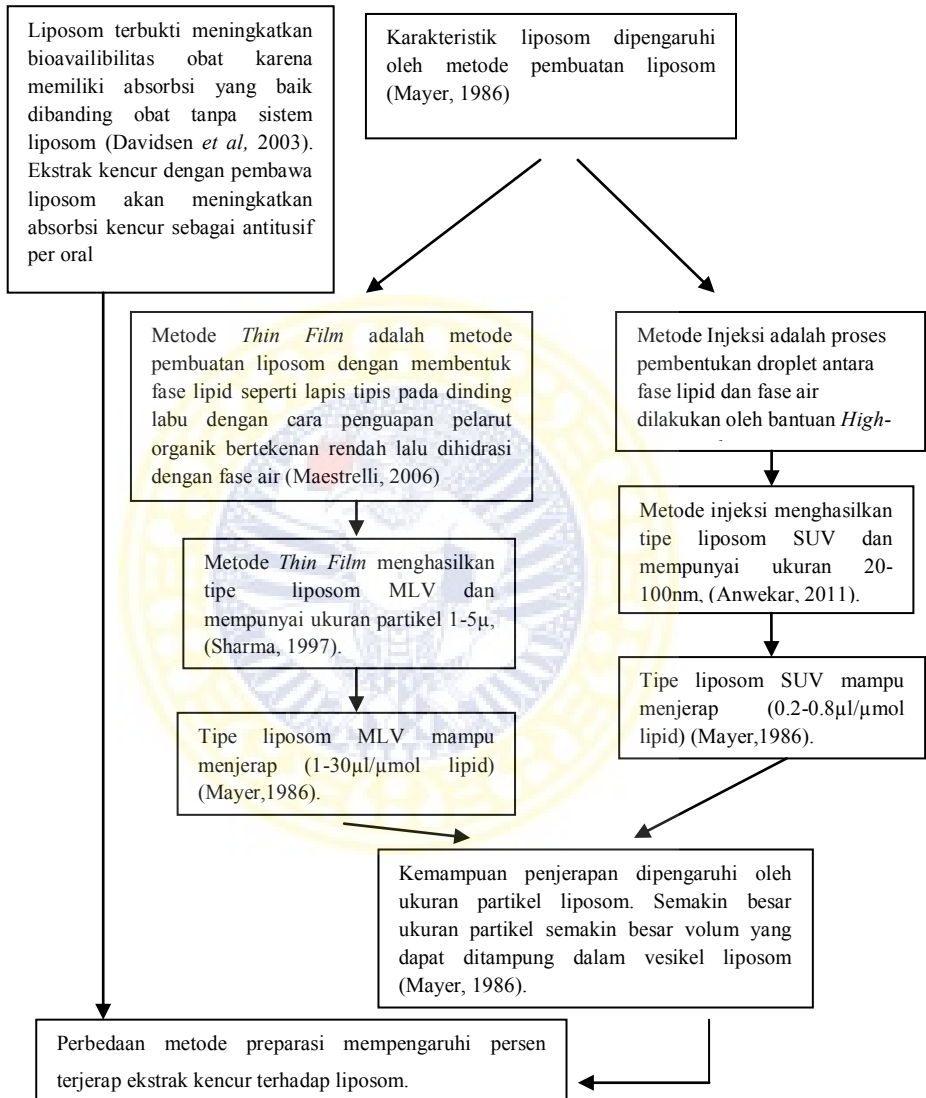 Liposom terbukti meningkatkan
bioavailibilitas obat karena
memiliki absorbsi yang baik
dibanding obat tanpa sistem
liposom (Davidsen et al, 2003).
Ekstrak kencur dengan pembawa
liposom akan meningkatkan
absorbsi kencur sebagai antitusif
per oral
Karakteristik liposom dipengaruhi
oleh metode pembuatan liposom
(Mayer, 1986)
Metode Thin Film adalah metode
pembuatan liposom dengan membentuk
fase lipid seperti lapis tipis pada dinding
labu dengan cara penguapan pelarut
organik bertekenan rendah lalu dihidrasi
dengan fase air (Maestrelli, 2006)
Metode Injeksi adalah proses
pembentukan droplet antara
fase lipid dan fase air
dilakukan oleh bantuan High-
Metode Thin Film menghasilkan
tipe liposom MLV dan
mempunyai ukuran partikel 1-5µ,
(Sharma, 1997).
Metode injeksi menghasilkan
tipe liposom SUV dan
mempunyai ukuran 20-
100nm, (Anwekar, 2011).
Tipe liposom MLV mampu
menjerap (1-30µl/µmol lipid)
(Mayer,1986).
Tipe liposom SUV mampu
menjerap (0.2-0.8µl/µmol
lipid) (Mayer,1986).
Kemampuan penjerapan dipengaruhi oleh
ukuran partikel liposom. Semakin besar
ukuran partikel semakin besar volum yang
dapat ditampung dalam vesikel liposom
(Mayer, 1986).
Perbedaan metode preparasi mempengaruhi persen
terjerap ekstrak kencur terhadap liposom.